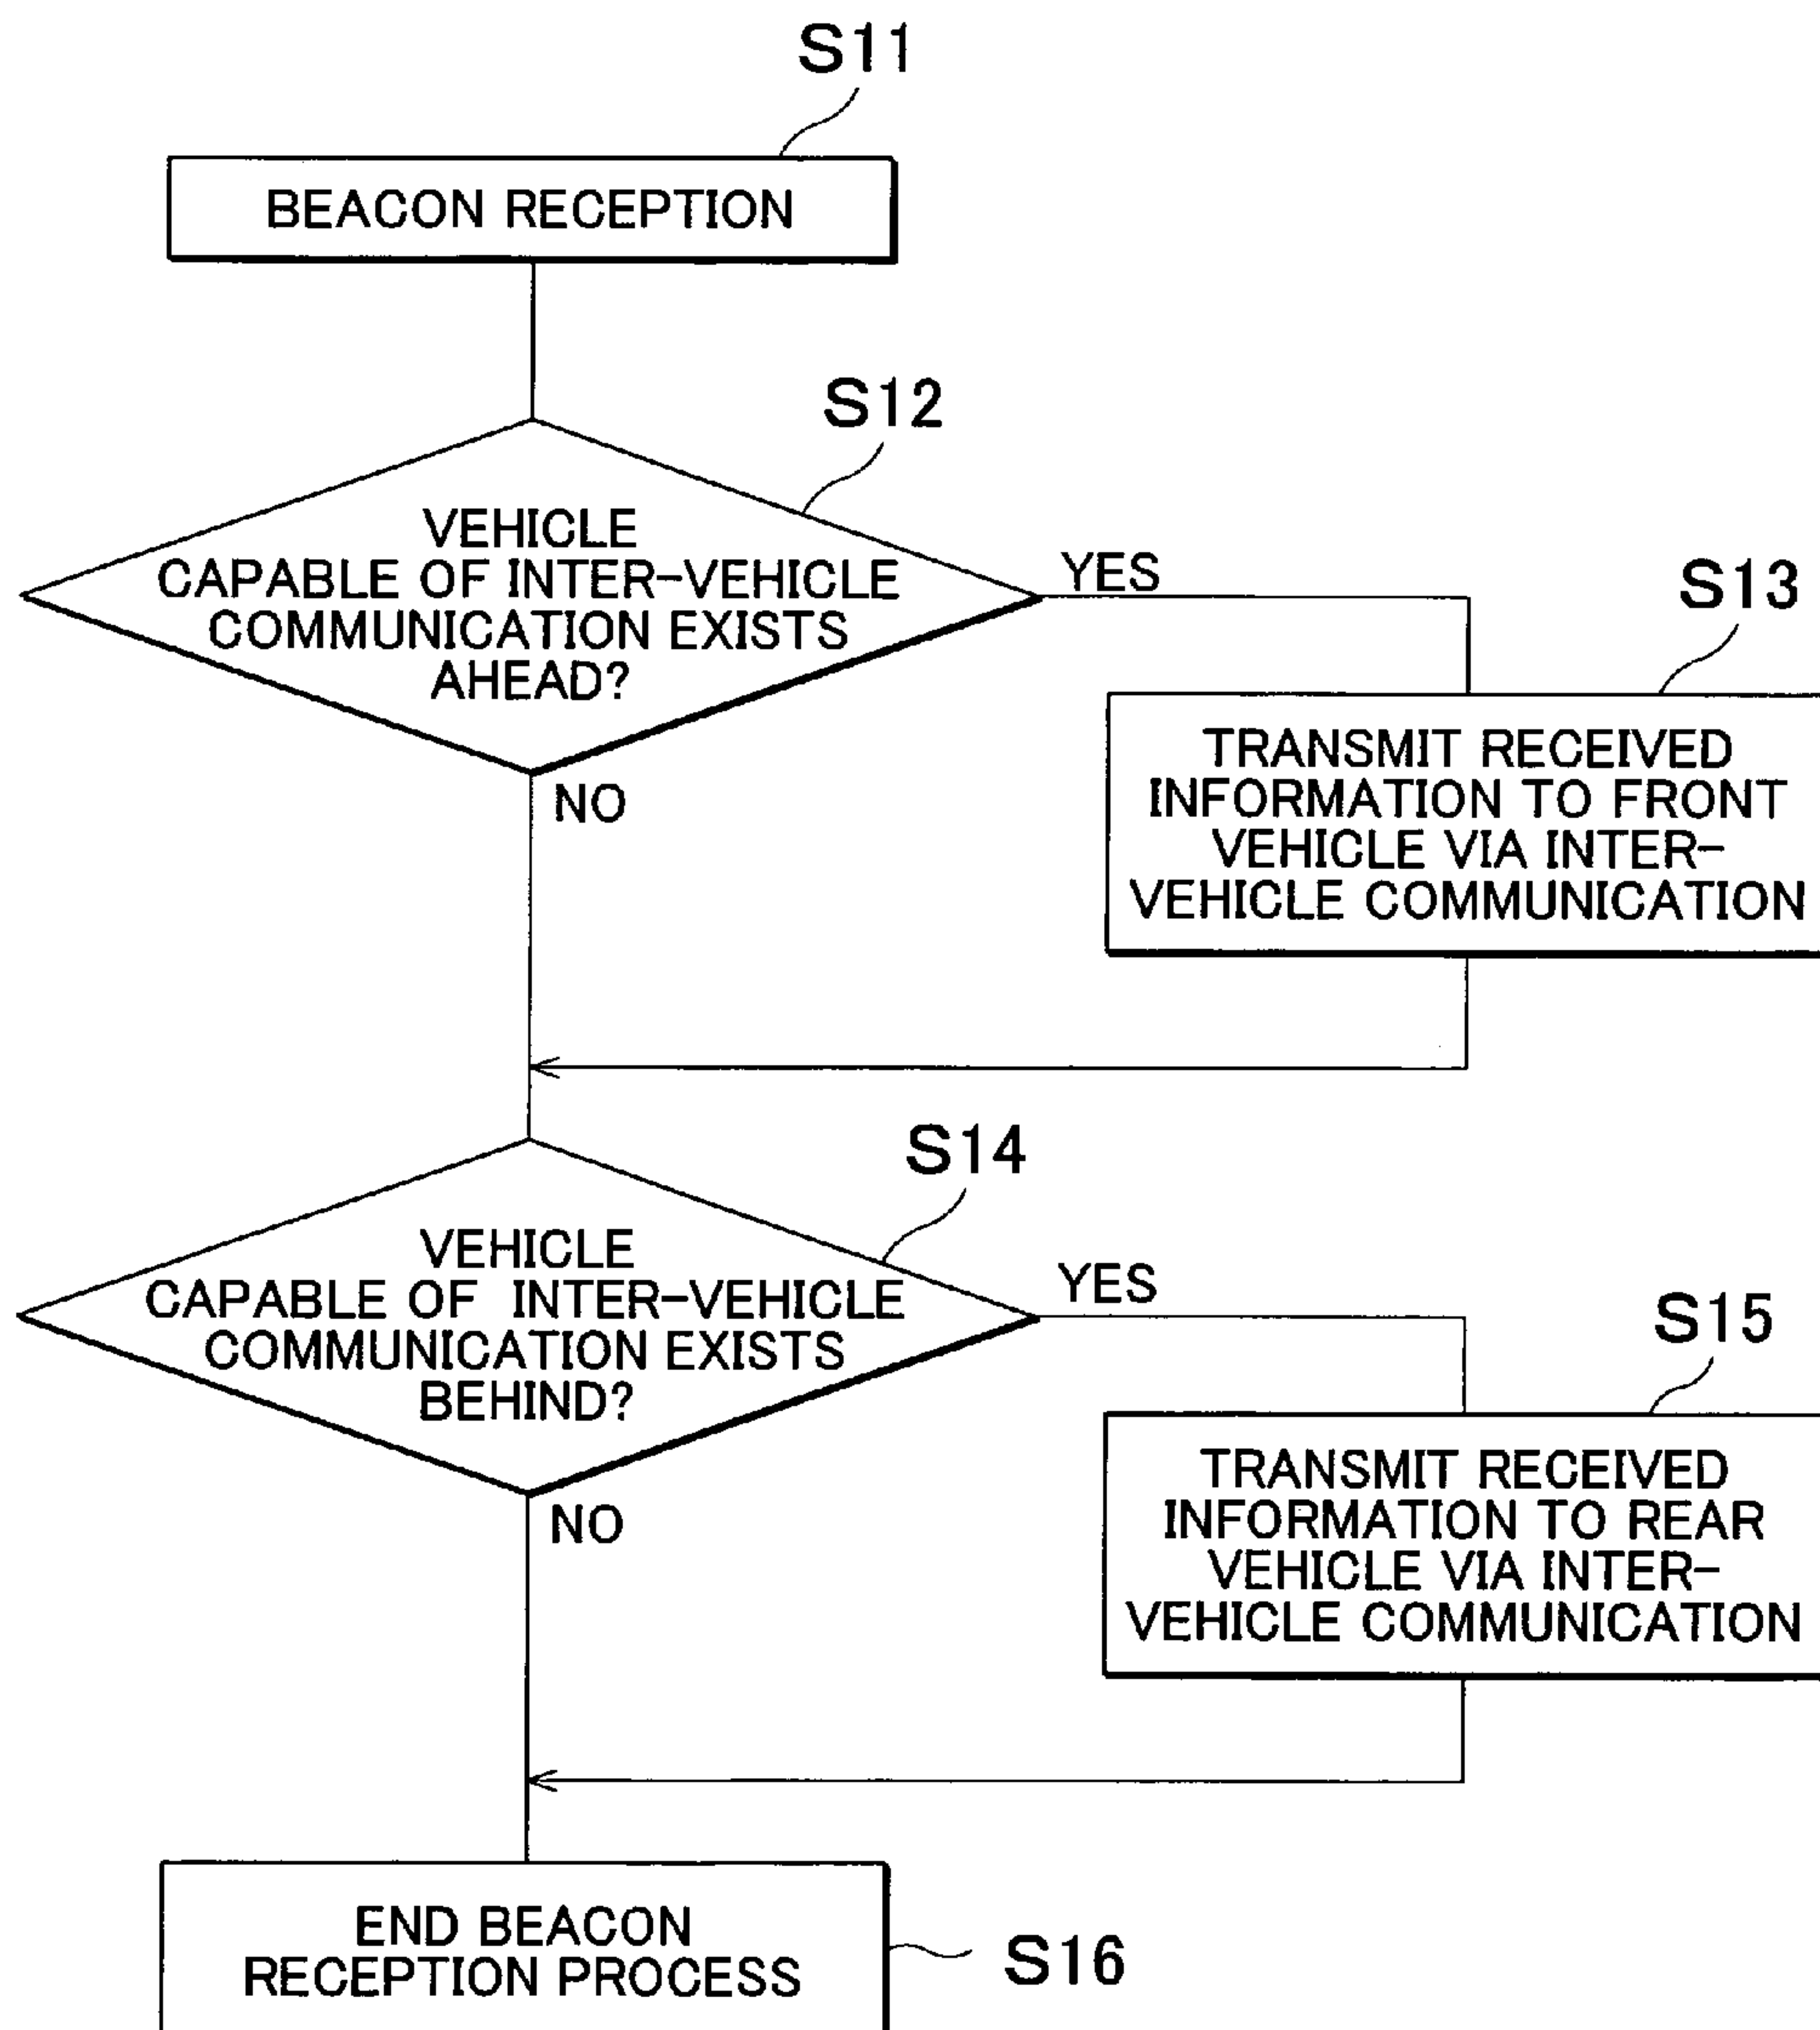 S11
BEACON RECEPTION
S12
VEHICLE
CAPABLE OF INTER-VEHICLE
COMMUNICATION EXISTS
AHEAD?
YES
NO
S13
TRANSMIT RECEIVED
INFORMATION TO FRONT
VEHICLE VIA INTER-
VEHICLE COMMUNICATION
S14
VEHICLE
CAPABLE OF INTER-VEHICLE
COMMUNICATION EXISTS
BEHIND?
YES
NO
S15
TRANSMIT RECEIVED
INFORMATION TO REAR
VEHICLE VIA INTER-
VEHICLE COMMUNICATION
END BEACON
RECEPTION PROCESS
S16